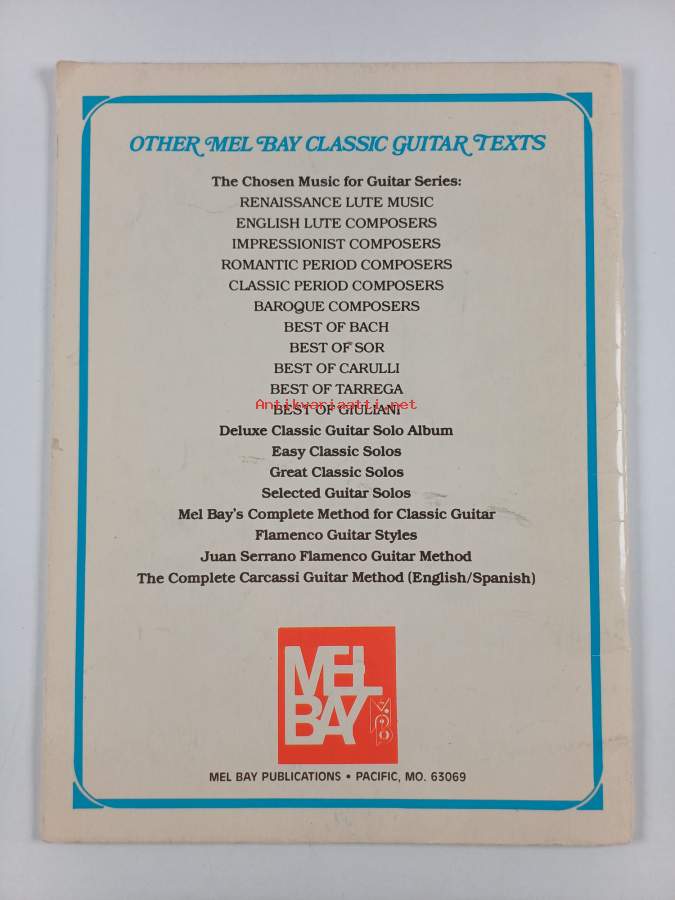 OTHER MEL BAY CLASSIC GUITAR TEXTS
The Chosen Music for Guitar Series:
RENAISSANCE LUTE MUSIC
ENGLISH LUTE COMPOSERS
IMPRESSIONIST COMPOSERS
ROMANTIC PERIOD COMPOSERS
CLASSIC PERIOD COMPOSERS
BAROQUE COMPOSERS
BEST OF BACH
BEST OF SOR
BEST OF CARULLI
BEST OF TARREGA
Antikvariaatti.net
BEST OF GIULIANI
Deluxe Classic Guitar Solo Album
Easy Classic Solos
Great Classic Solos
Selected Guitar Solos
Mel Bay's Complete Method for Classic Guitar
Flamenco Guitar Styles
Juan Serrano Flamenco Guitar Method
The Complete Carcassi Guitar Method (English/Spanish)
MEL
BAY
MEL BAY PUBLICATIONS • PACIFIC, MO. 63069